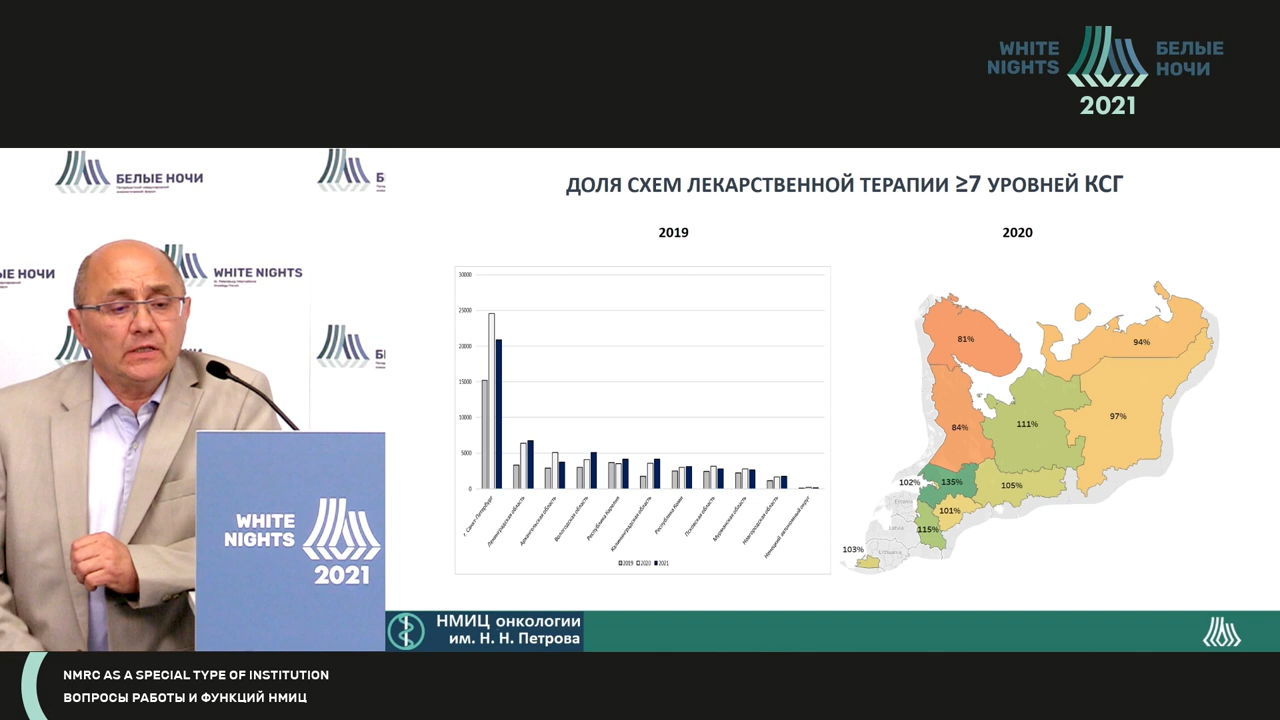 WHITE
NIGHTS
БЕЛЫЕ
НОЧИ
2021
БЕЛЫЕ НОЧИ
Б
ЫЕ НОЧИ
WHITE NIGHTS
Б
WHITE
NIGHTS
2021
ДОЛЯ СХЕМ ЛЕКАРСТВЕННОЙ ТЕРАПИИ ≥7 УРОВНЕЙ КСГ
2019
2020
30000
25000
20000
15000
10000
5000
0
г. Санкт-Петербург
Ленинградская область
Архангельская область
Вологодская область
Республика Карелия
Калининградская область
Республика Коми
Псковская область
Мурманская область
Новгородская область
Ненецкий автономный округ
2019 2020 2021
81%
94%
97%
84%
111%
102%
135%
105%
101%
115%
103%
Estonia
Latvia
Lithuania
НМИЦ онкологии
им. Н. Н. Петрова
NMRC AS A SPECIAL TYPE OF INSTITUTION
ВОПРОСЫ РАБОТЫ И ФУНКЦИЙ НМИЦ